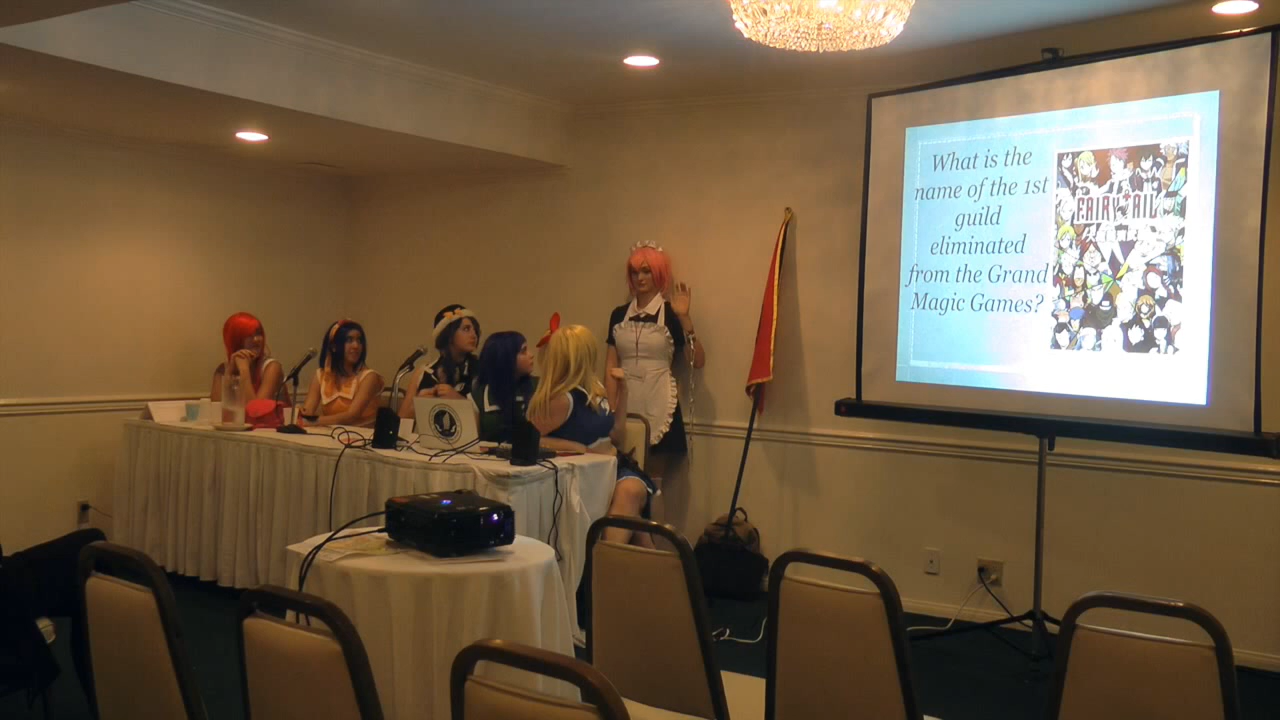 What is the
name of the 1st
guild
eliminated
from the Grand
Magic Games?
FAIRY TAIL